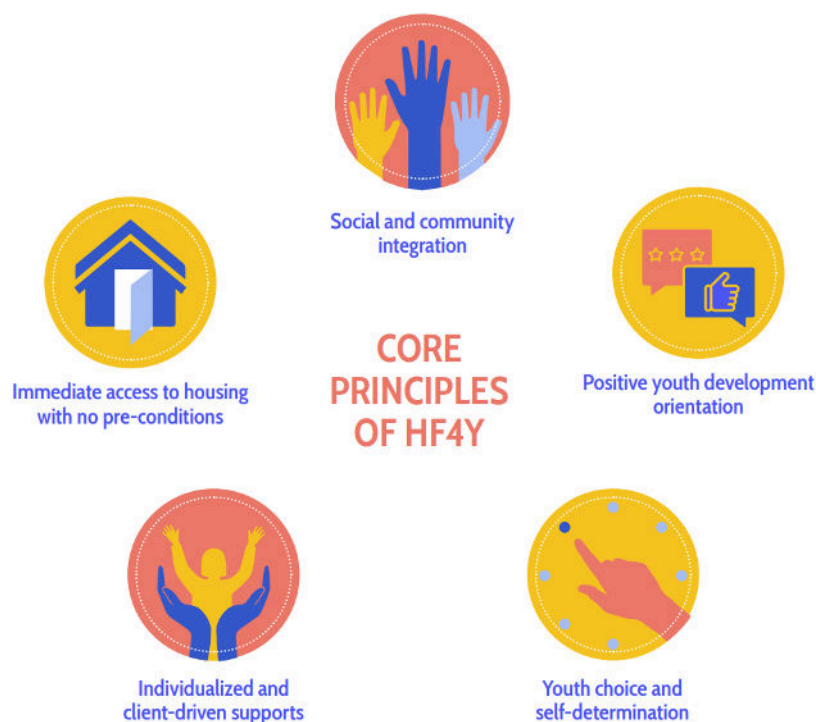 Social and community
integration
Immediate access to housing
with no pre-conditions
CORE
PRINCIPLES
OF HF4Y
Positive youth development
orientation
Individualized and
client-driven supports
Youth choice and
self-determination